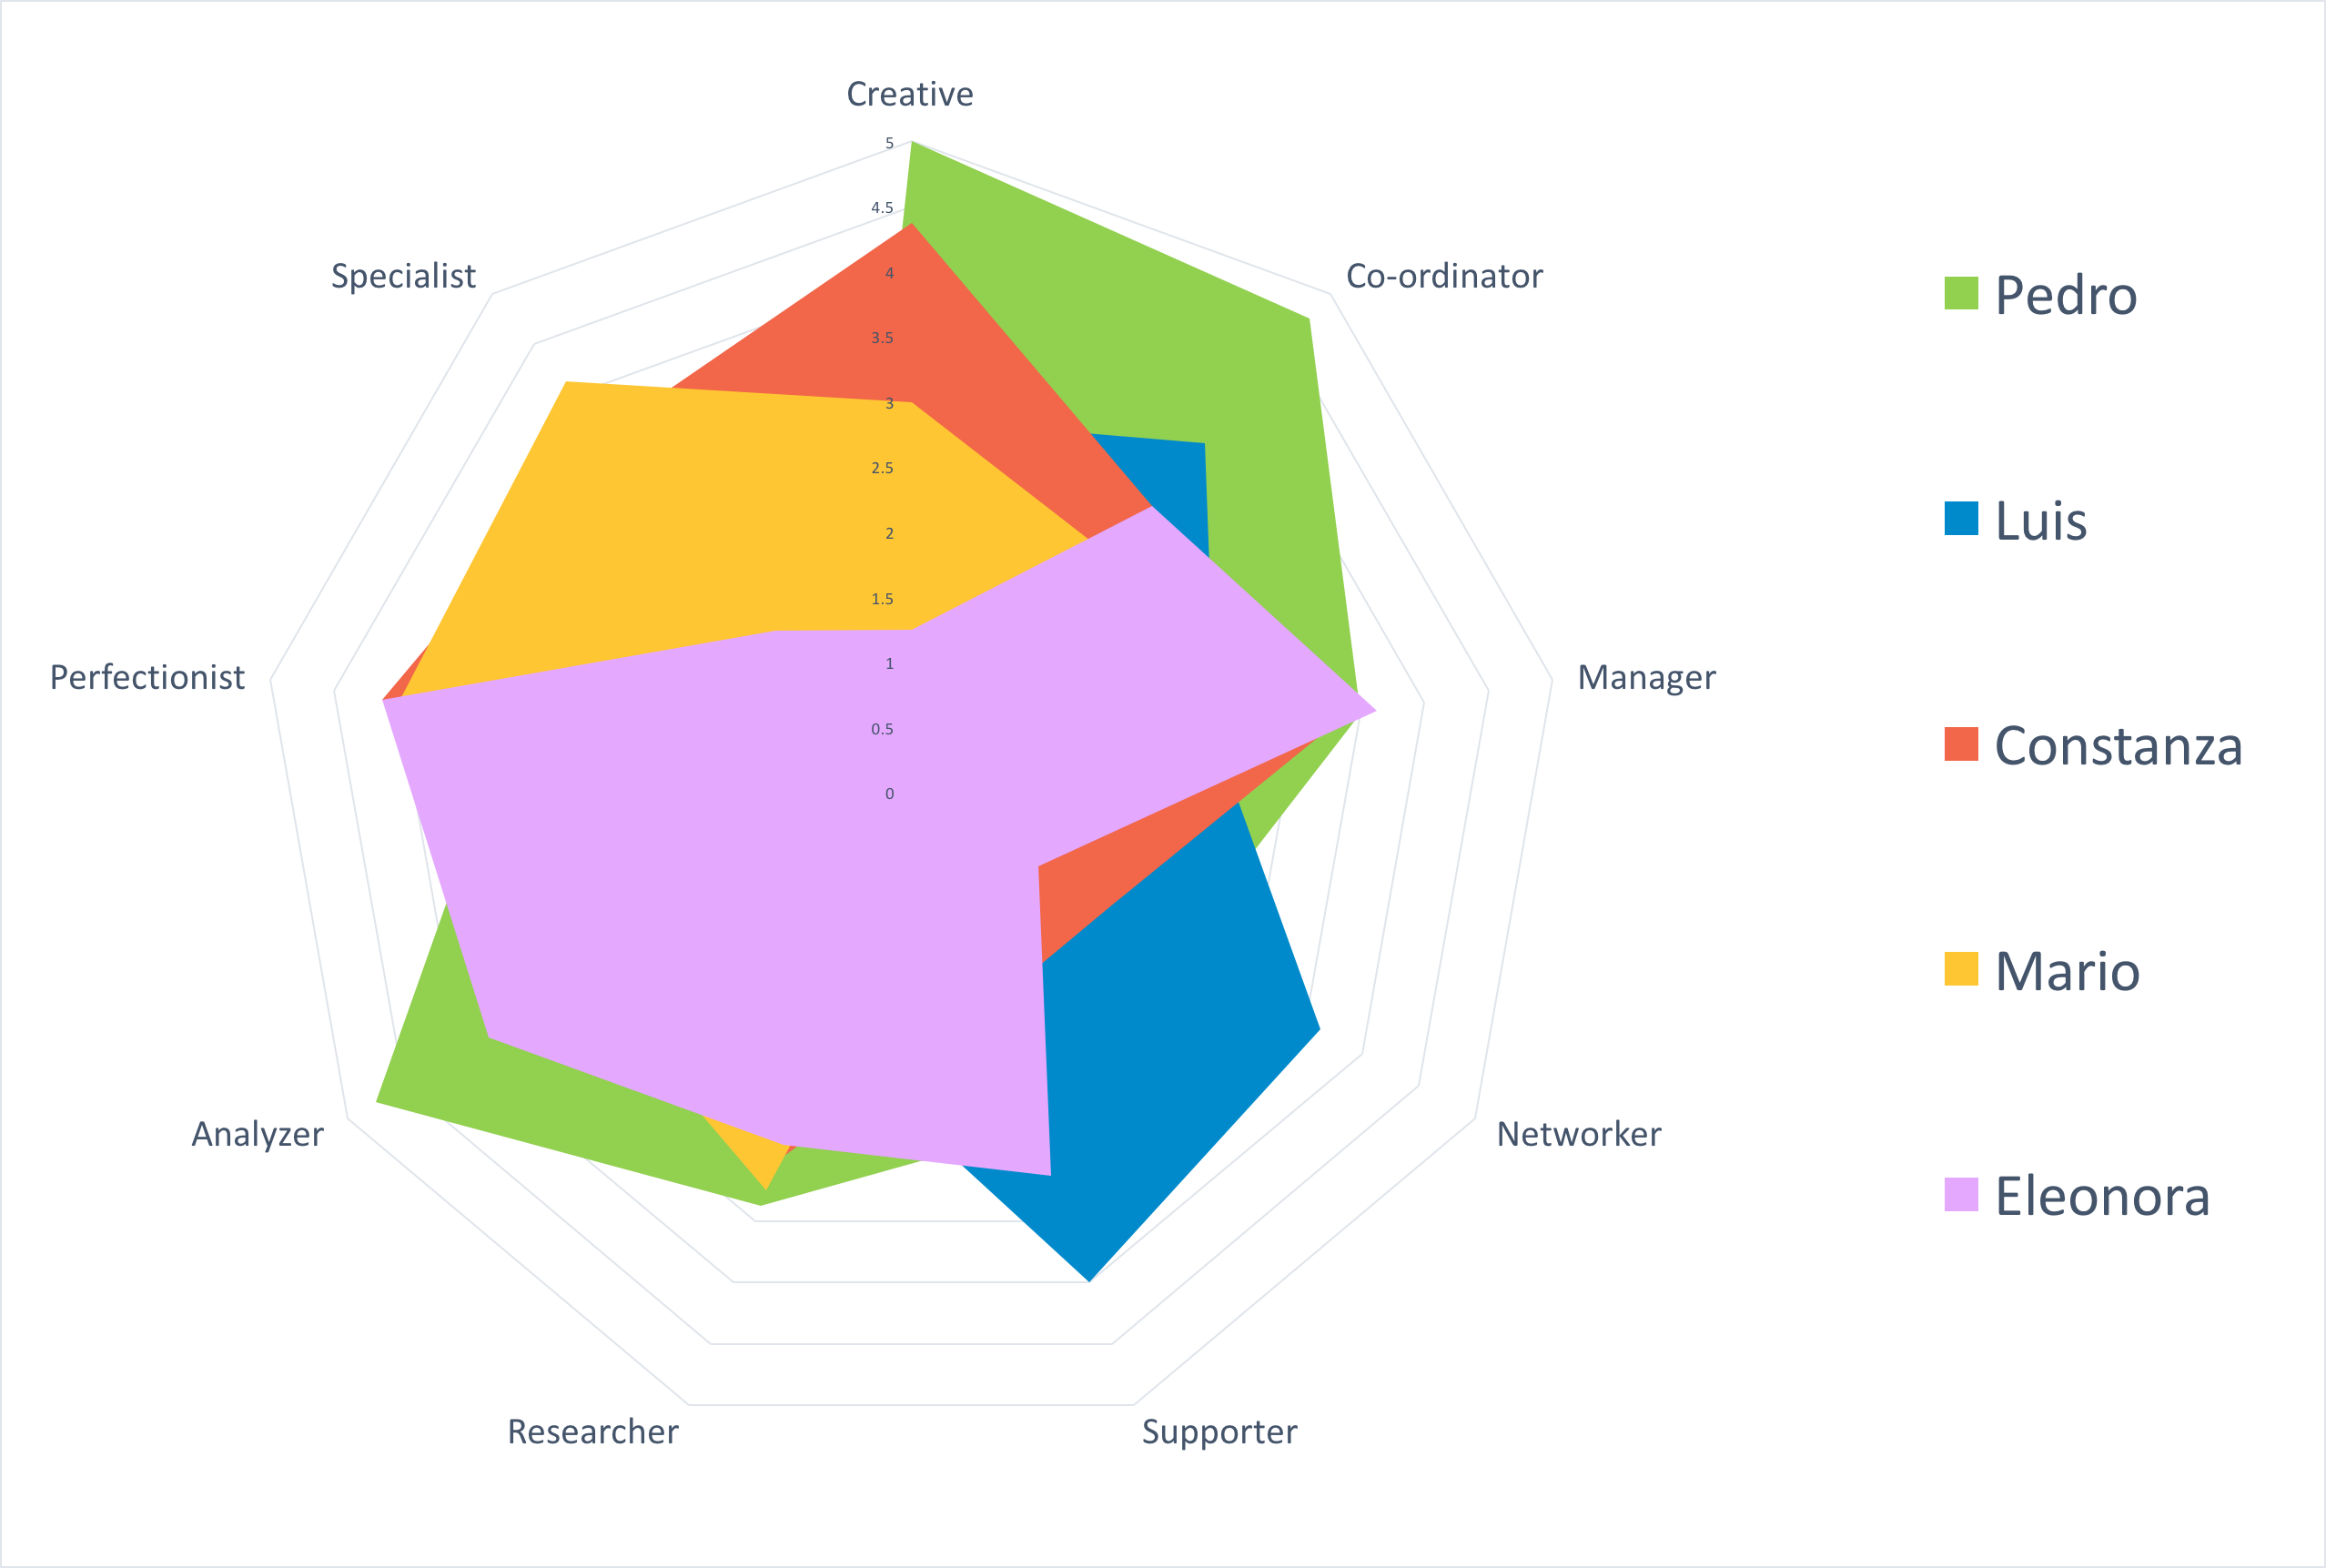 Creative
5
4.5
4
3.5
3
2.5
2
1.5
1
0.5
0
Co-ordinator
Manager
Networker
Supporter
Researcher
Analyzer
Perfectionist
Specialist
Pedro
Luis
Constanza
Mario
Eleonora